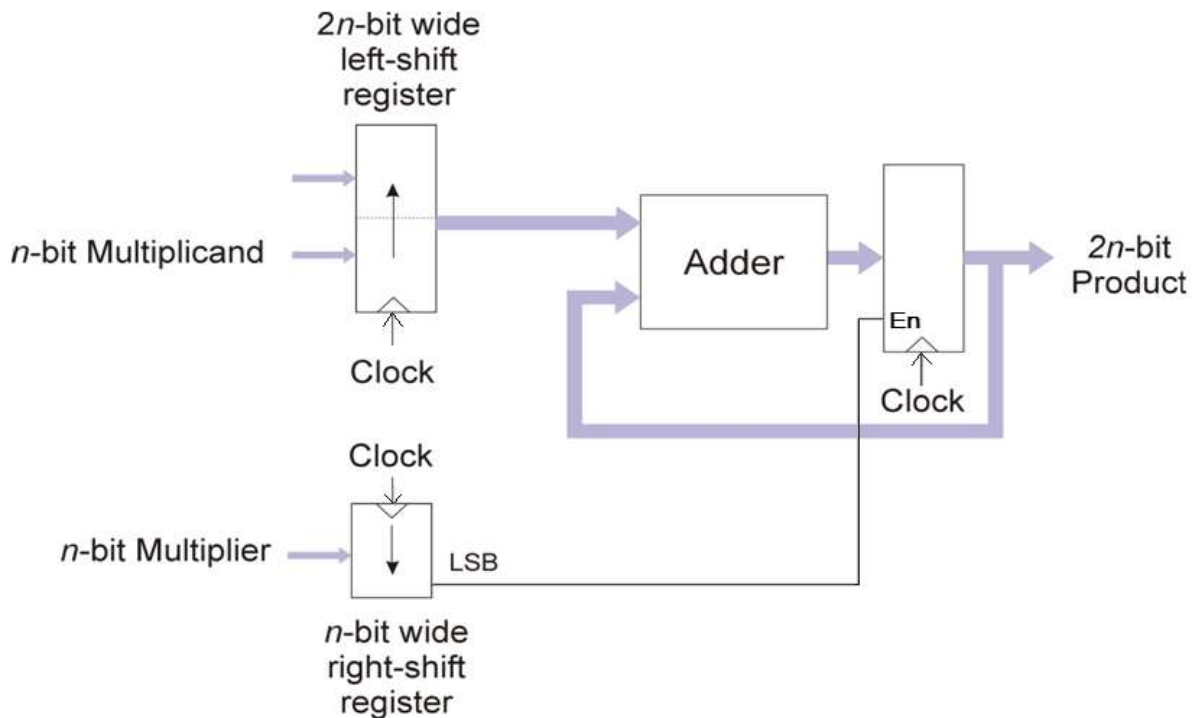 2n-bit wide
left-shift
register
n-bit Multiplicand
Clock
Adder
En
Clock
2n-bit
Product
Clock
n-bit Multiplier
LSB
n-bit wide
right-shift
register